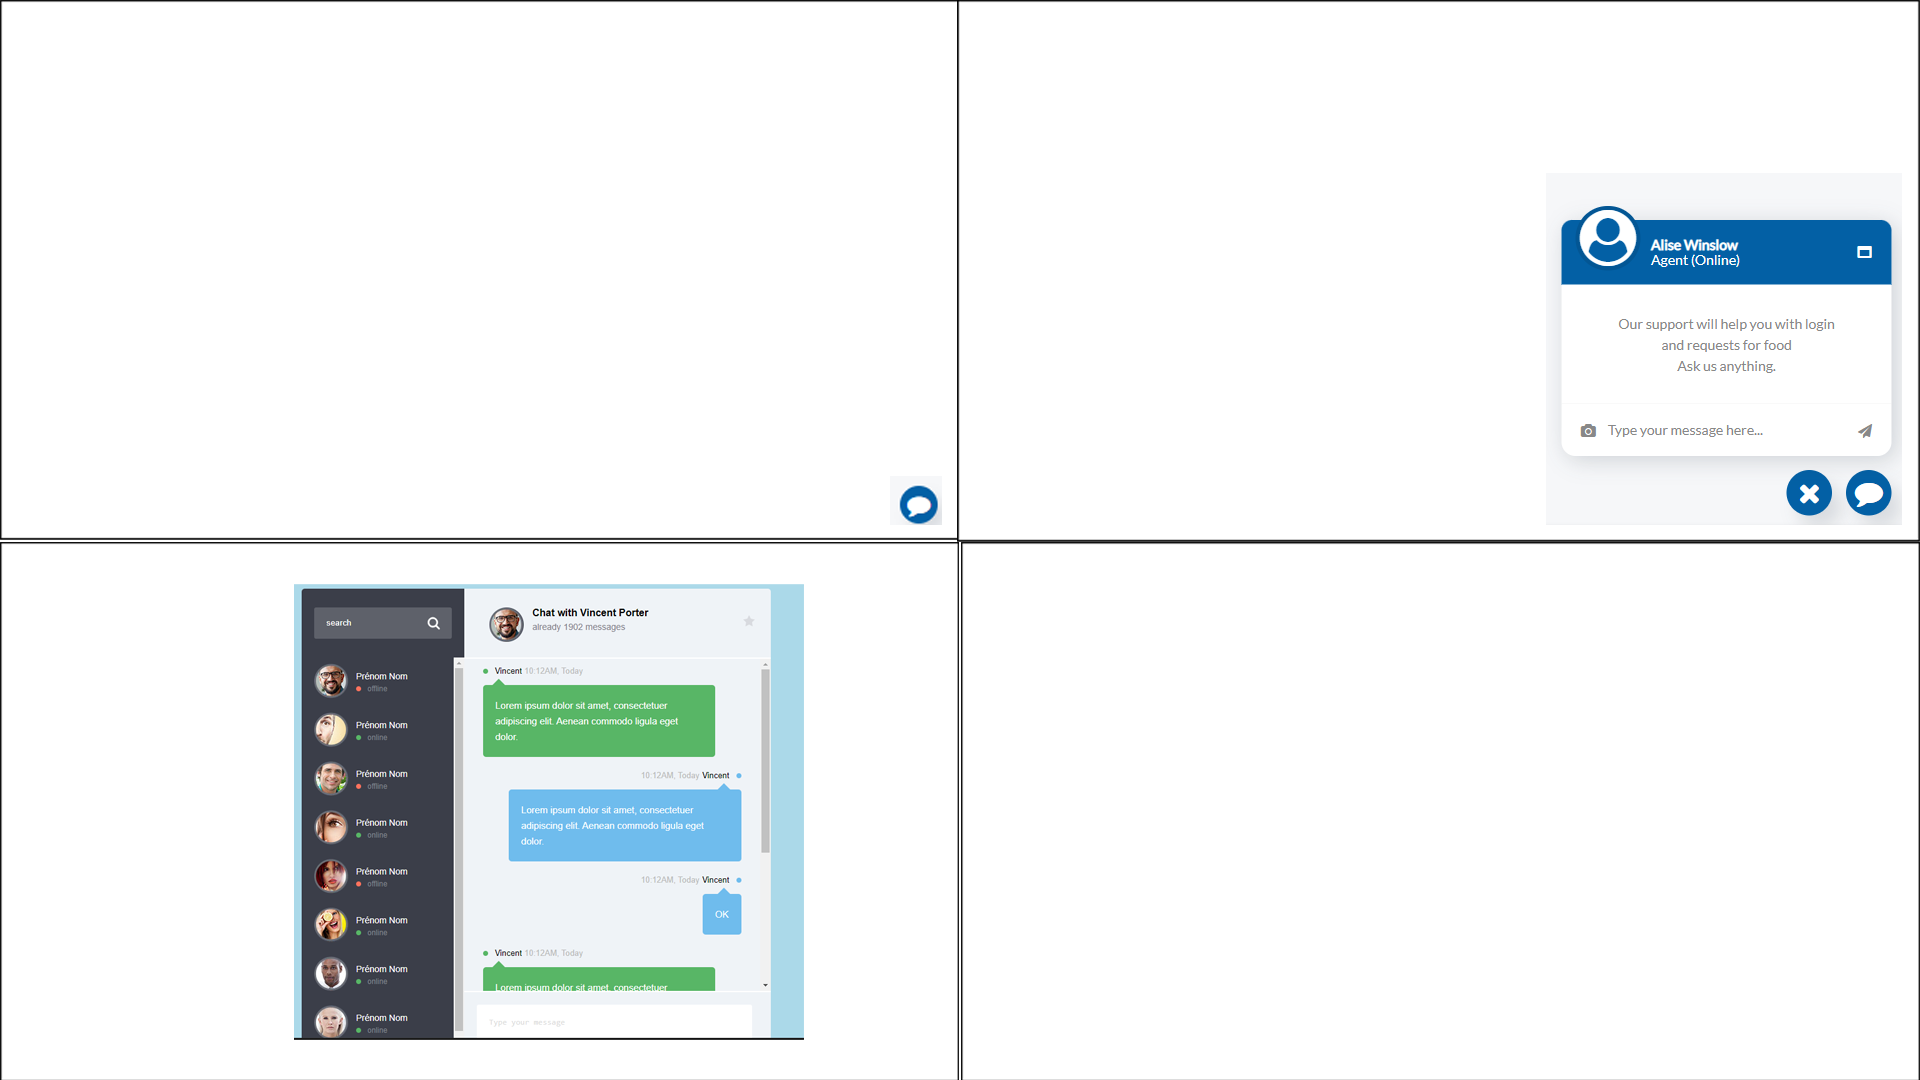 Alise Winslow
Agent (Online)
Our support will help you with login
and requests for food
Ask us anything.
Type your message here...
search
Prénom Nom
offline
Prénom Nom
online
Prénom Nom
offline
Prénom Nom
online
Prénom Nom
offline
Prénom Nom
online
Prénom Nom
online
Prénom Nom
online
Chat with Vincent Porter
already 1902 messages
Vincent 10:12AM, Today
Lorem ipsum dolor sit amet, consectetuer
adipiscing elit. Aenean commodo ligula eget
dolor.
10:12AM, Today Vincent
Lorem ipsum dolor sit amet, consectetuer
adipiscing elit. Aenean commodo ligula eget
dolor.
10:12AM, Today Vincent
OK
Vincent 10:12AM, Today
Lorem ipsum dolor sit amet, consectetuer
Type your message